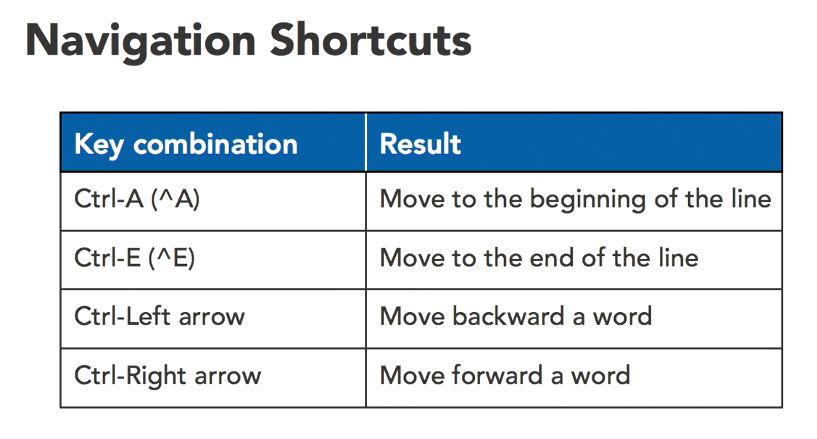 Navigation Shortcuts
Key combination Result
Ctrl-A (^A) Move to the beginning of the line
Ctrl-E (^E) Move to the end of the line
Ctrl-Left arrow Move backward a word
Ctrl-Right arrow Move forward a word